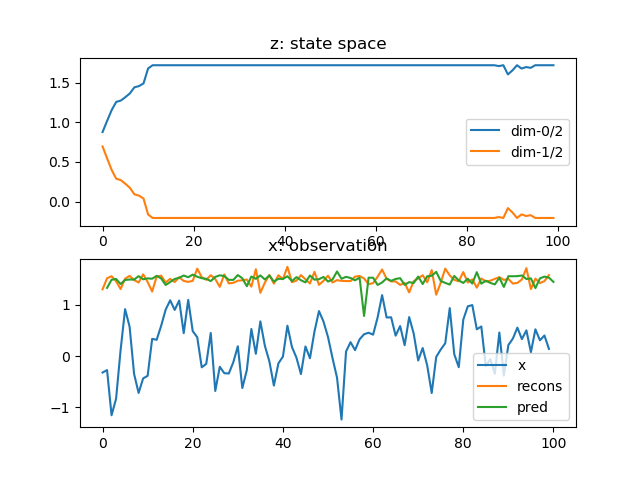 z: state space
1.5
1.0
0.5
0.0
dim-0/2
dim-1/2
0 20 40 60 80 100
x: observation
1
0
−1
x
recons
pred
0 20 40 60 80 100